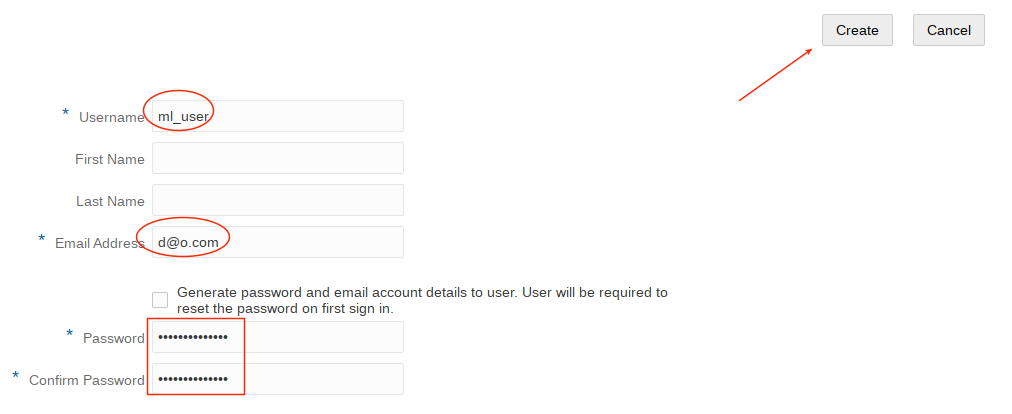 Create Cancel
* Username ml_user
First Name
Last Name
* Email Address d@o.com
Generate password and email account details to user. User will be required to
reset the password on first sign in.
* Password ••••••••••••••
* Confirm Password ••••••••••••••